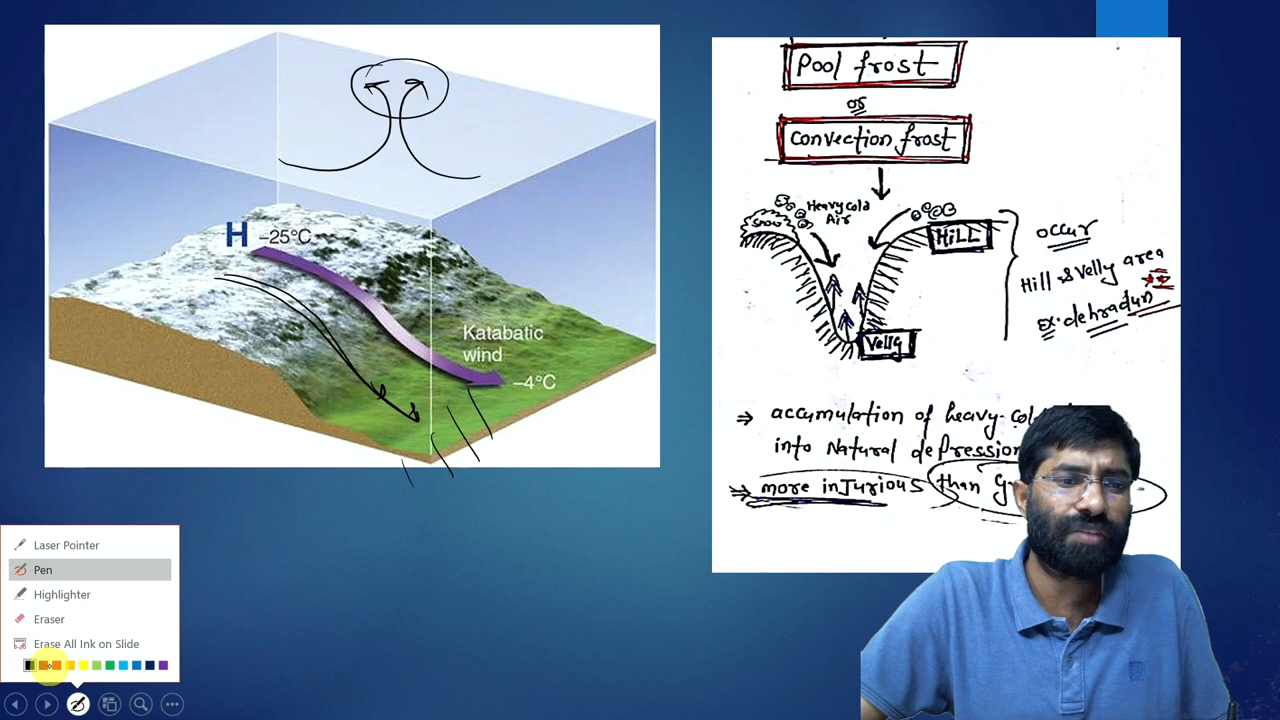 H -25°C
Katabatic
wind
-4°C
Pool frost
or
Convection frost
Heavy cold
Air
snow
HiLL
Velly
occur
Hill & Velly area
Ex. dehradun
⇒ accumulation of heavy-
into Natural depression
⇒ more inJurious than
Laser Pointer
Pen
Highlighter
Eraser
Erase All Ink on Slide